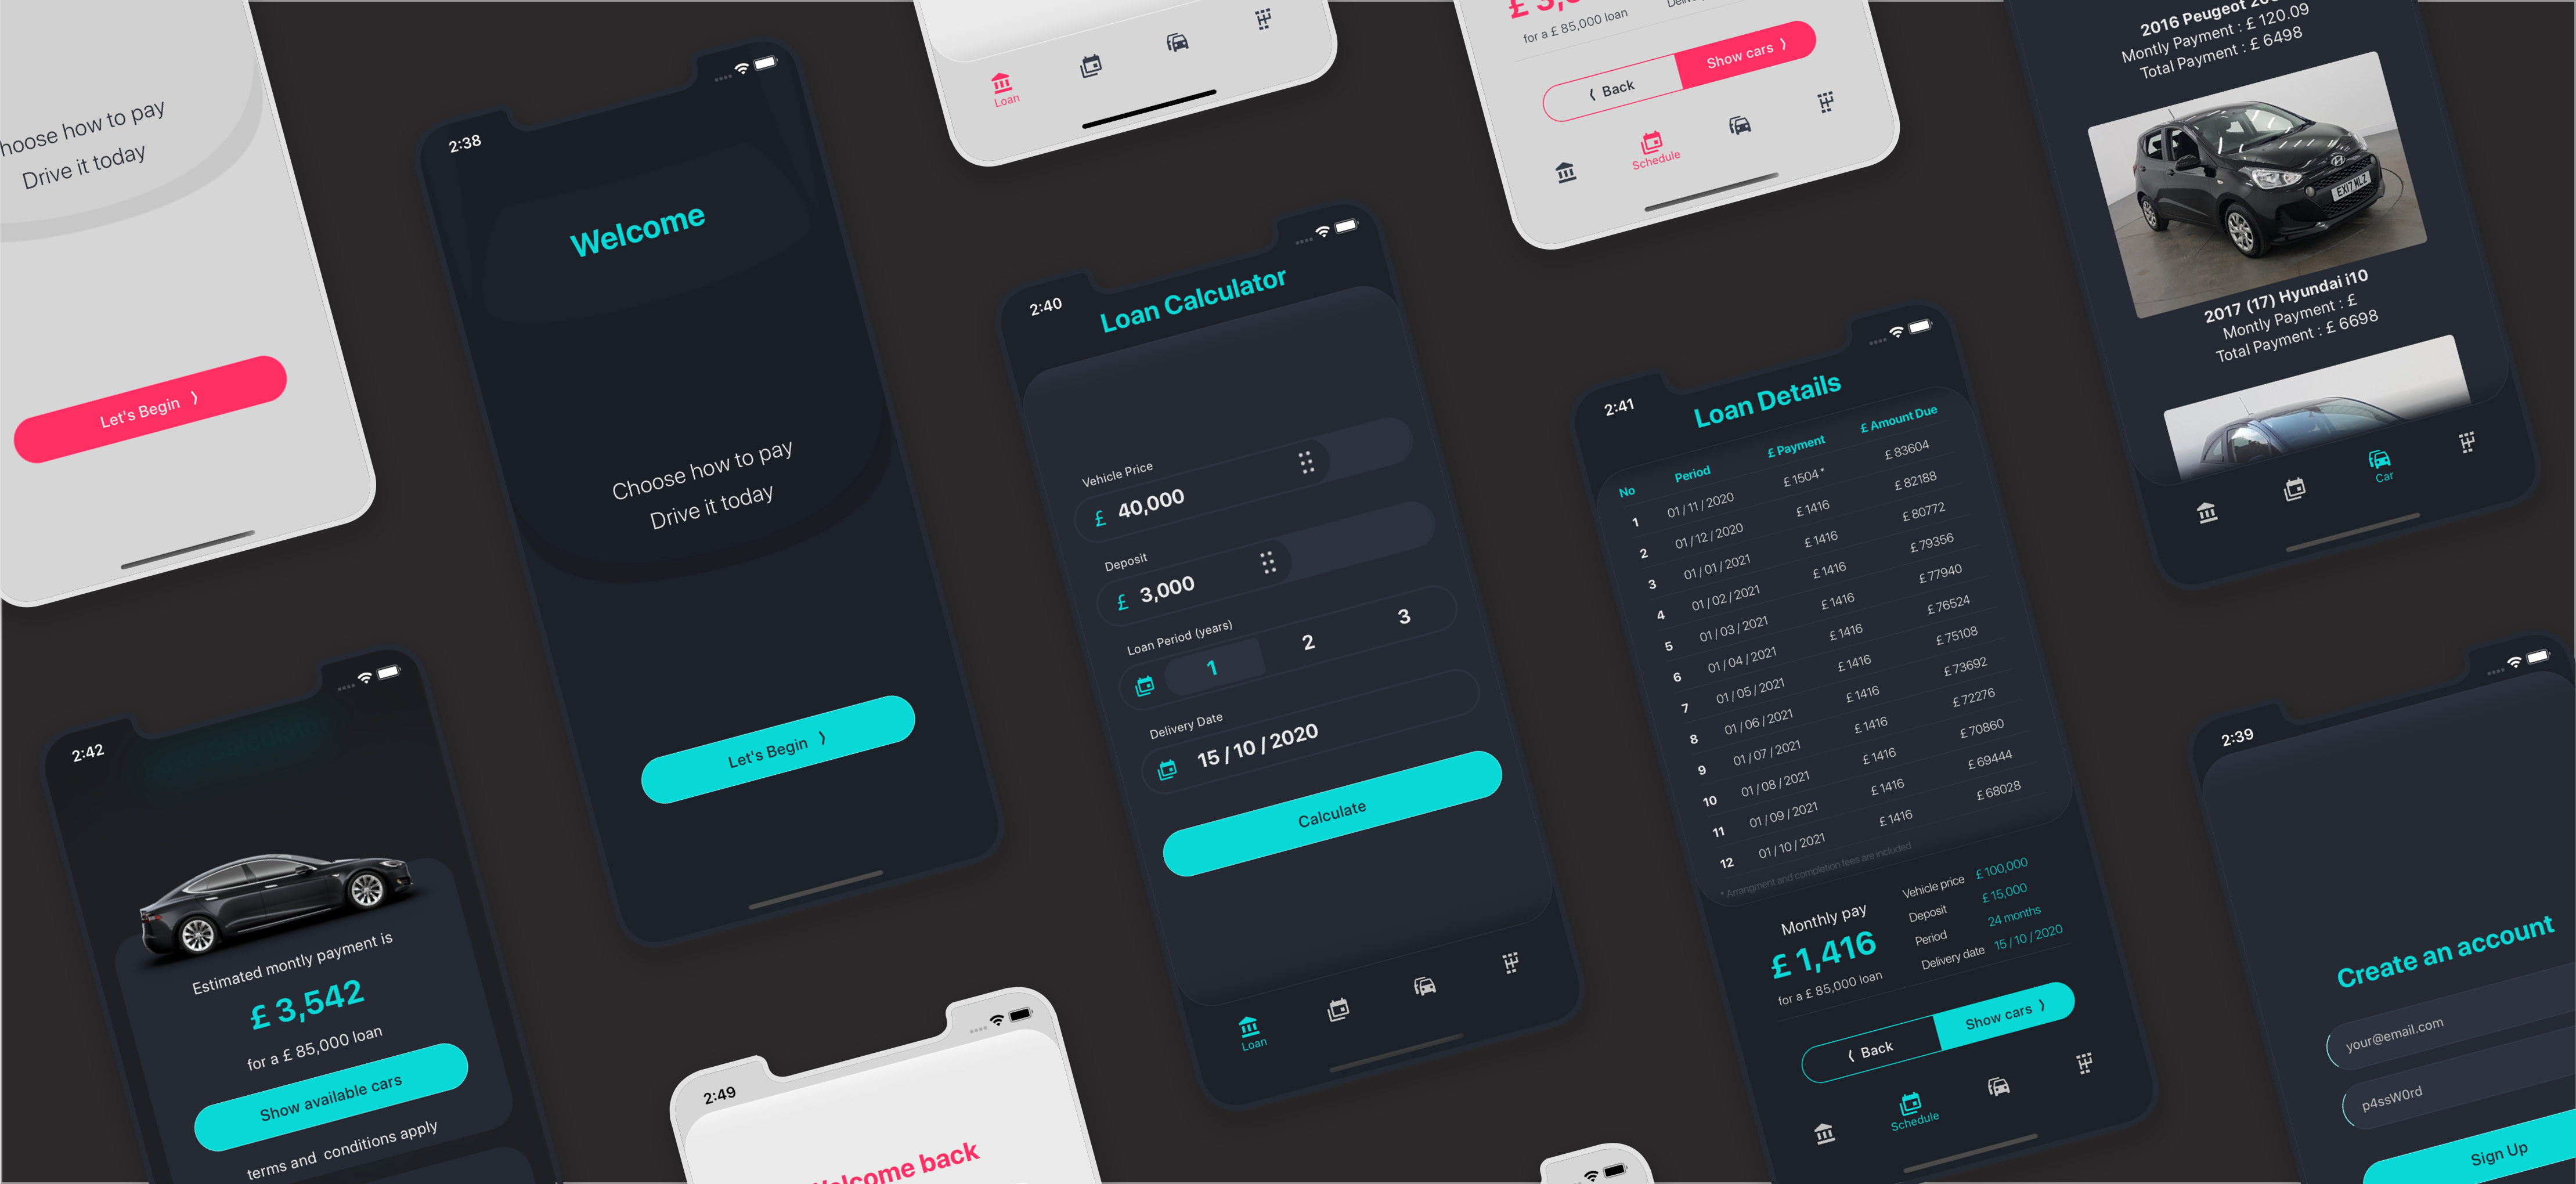 hoose how to pay
Drive it today
Let's Begin ⟩
2:38
Welcome
Choose how to pay
Drive it today
Let's Begin ⟩
Loan
for a £ 85,000 loan
⟨ Back
Show cars ⟩
Schedule
2016 Peugeot
Montly Payment : £ 120.09
Total Payment : £ 6498
EX17 MLZ
2017 (17) Hyundai i10
Montly Payment : £
Total Payment : £ 6698
Car
2:40
Loan Calculator
Vehicle Price
£ 40,000
Deposit
£ 3,000
Loan Period (years)
1 2 3
Delivery Date
15 / 10 / 2020
Calculate
Loan
2:41
Loan Details
No Period £ Payment £ Amount Due
1 01 / 11 / 2020 £ 1504 * £ 83604
2 01 / 12 / 2020 £ 1416 £ 82188
3 01 / 01 / 2021 £ 1416 £ 80772
4 01 / 02 / 2021 £ 1416 £ 79356
5 01 / 03 / 2021 £ 1416 £ 77940
6 01 / 04 / 2021 £ 1416 £ 76524
7 01 / 05 / 2021 £ 1416 £ 75108
8 01 / 06 / 2021 £ 1416 £ 73692
9 01 / 07 / 2021 £ 1416 £ 72276
10 01 / 08 / 2021 £ 1416 £ 70860
11 01 / 09 / 2021 £ 1416 £ 69444
12 01 / 10 / 2021 £ 1416 £ 68028
* Arrangment and completion fees are included
Monthly pay
£ 1,416
for a £ 85,000 loan
Vehicle price £ 100,000
Deposit £ 15,000
Period 24 months
Delivery date 15 / 10 / 2020
⟨ Back
Show cars ⟩
Schedule
2:42
Loan Calculator
Estimated montly payment is
£ 3,542
for a £ 85,000 loan
Show available cars
terms and conditions apply
2:49
Welcome back
2:39
Create an account
your@email.com
p4ssW0rd
Sign Up